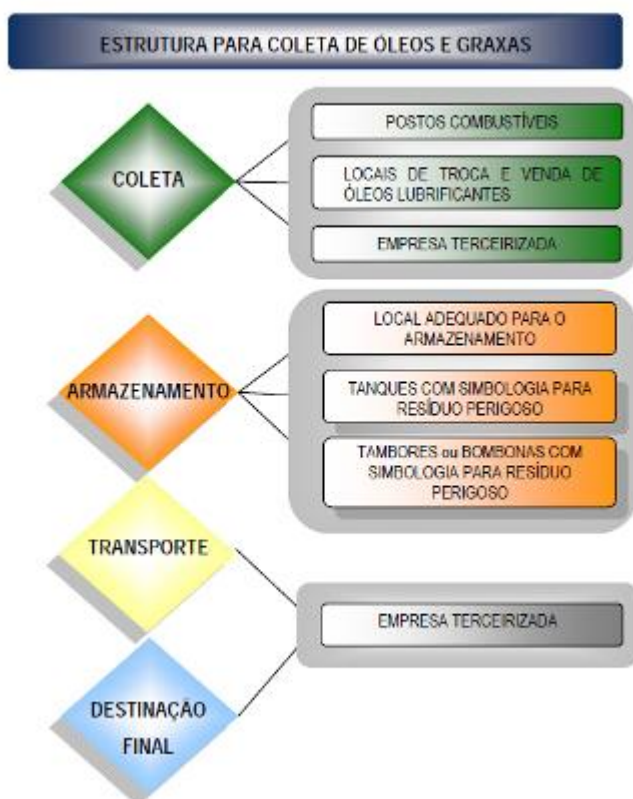 ESTRUTURA PARA COLETA DE ÓLEOS E GRAXAS
COLETA
POSTOS COMBUSTÍVEIS
LOCAIS DE TROCA E VENDA DE
ÓLEOS LUBRIFICANTES
EMPRESA TERCEIRIZADA
ARMAZENAMENTO
LOCAL ADEQUADO PARA O
ARMAZENAMENTO
TANQUES COM SIMBOLOGIA PARA
RESÍDUO PERIGOSO
TAMBORES ou BOMBONAS COM
SIMBOLOGIA PARA RESÍDUO
PERIGOSO
TRANSPORTE
EMPRESA TERCEIRIZADA
DESTINAÇÃO
FINAL